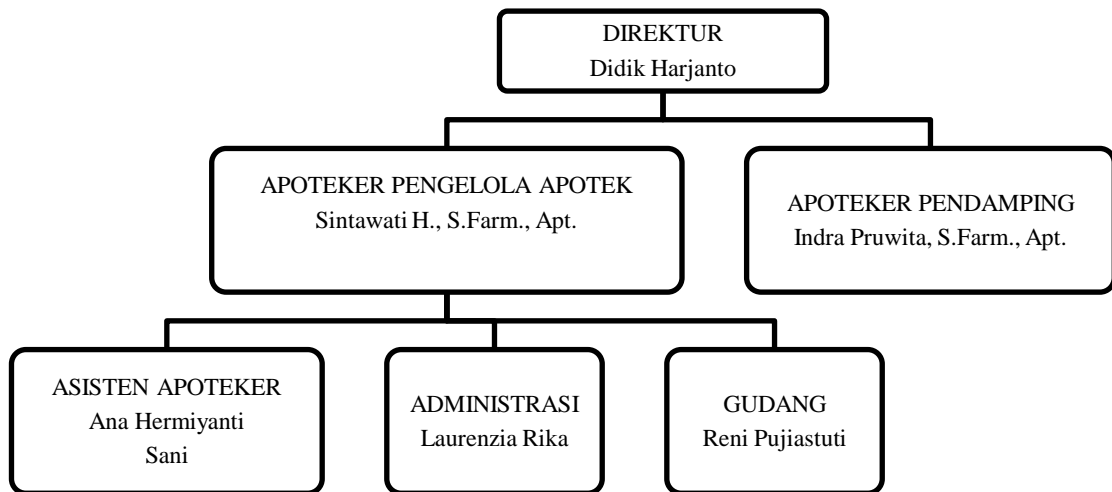 DIREKTUR
Didik Harjanto
APOTEKER PENGELOLA APOTEK
Sintawati H., S.Farm., Apt.
APOTEKER PENDAMPING
Indra Pruwita, S.Farm., Apt.
ASISTEN APOTEKER
Ana Hermiyanti
Sani
ADMINISTRASI
Laurenzia Rika
GUDANG
Reni Pujiastuti